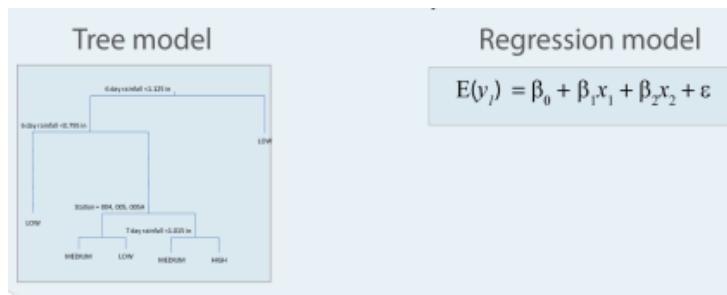 Tree model
Regression model
6 day rainfall <1.125 in
E(yᵢ) = β₀ + β₁x₁ + β₂x₂ + ε
6 day rainfall <0.795 in
LOW
Station = 004, 005, 005A
LOW
7 day rainfall <1.035 in
MEDIUM LOW MEDIUM HIGH